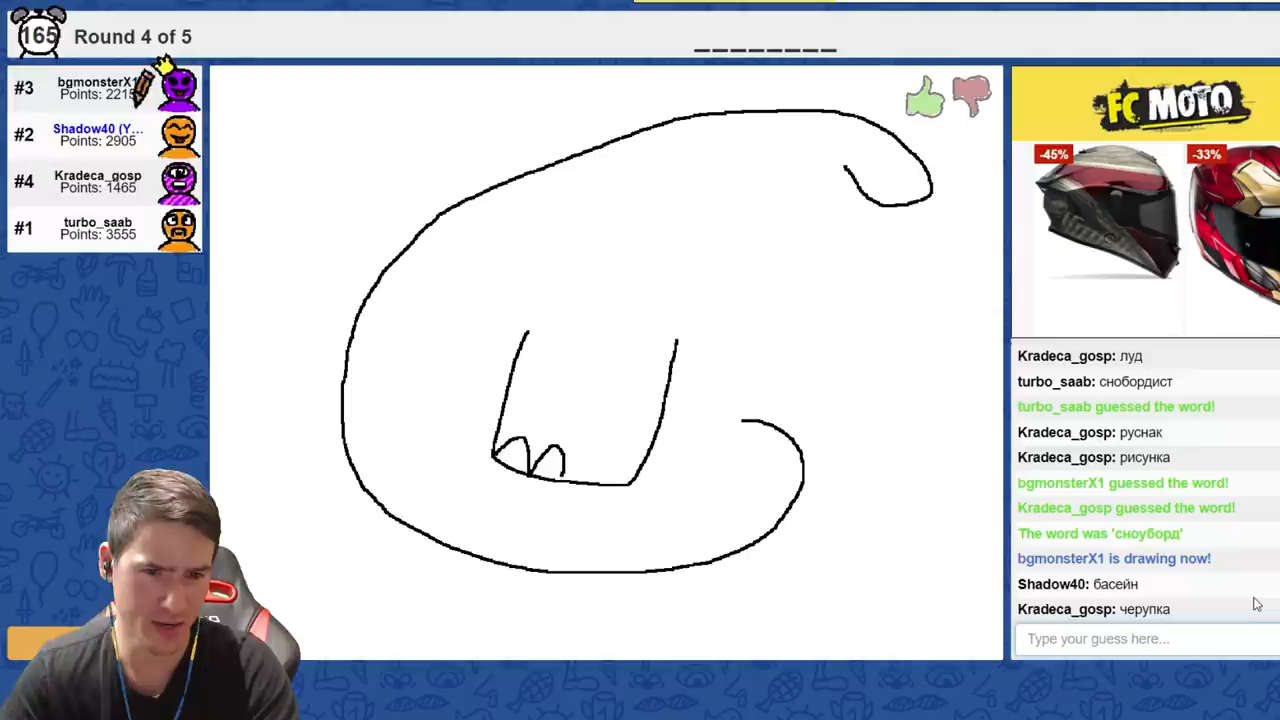 165
Round 4 of 5
________
#3
bgmonsterX1
Points: 2215
#2
Shadow40 (Y...
Points: 2905
#4
Kradeca_gosp
Points: 1465
#1
turbo_saab
Points: 3555
FC MOTO
-45%
-33%
Kradeca_gosp: луд
turbo_saab: снобордист
turbo_saab guessed the word!
Kradeca_gosp: руснак
Kradeca_gosp: рисунка
bgmonsterX1 guessed the word!
Kradeca_gosp guessed the word!
The word was 'сноуборд'
bgmonsterX1 is drawing now!
Shadow40: басейн
Kradeca_gosp: черупка
Type your guess here...